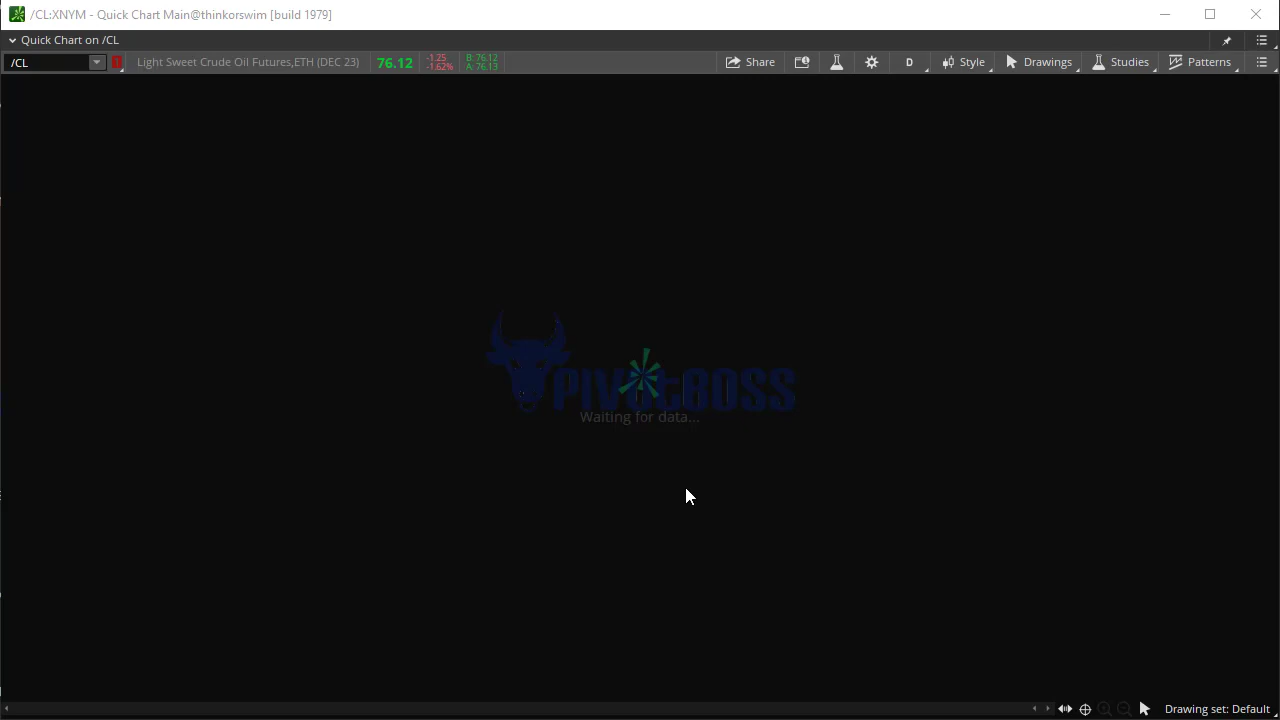 /CL:XNYM - Quick Chart Main@thinkorswim [build 1979]
Quick Chart on /CL
/CL
Light Sweet Crude Oil Futures,ETH (DEC 23)
76.12
-1.25
-1.62%
B: 76.12
A: 76.13
Share
D
Style
Drawings
Studies
Patterns
PIVOtBOSS
Waiting for data...
Drawing set: Default